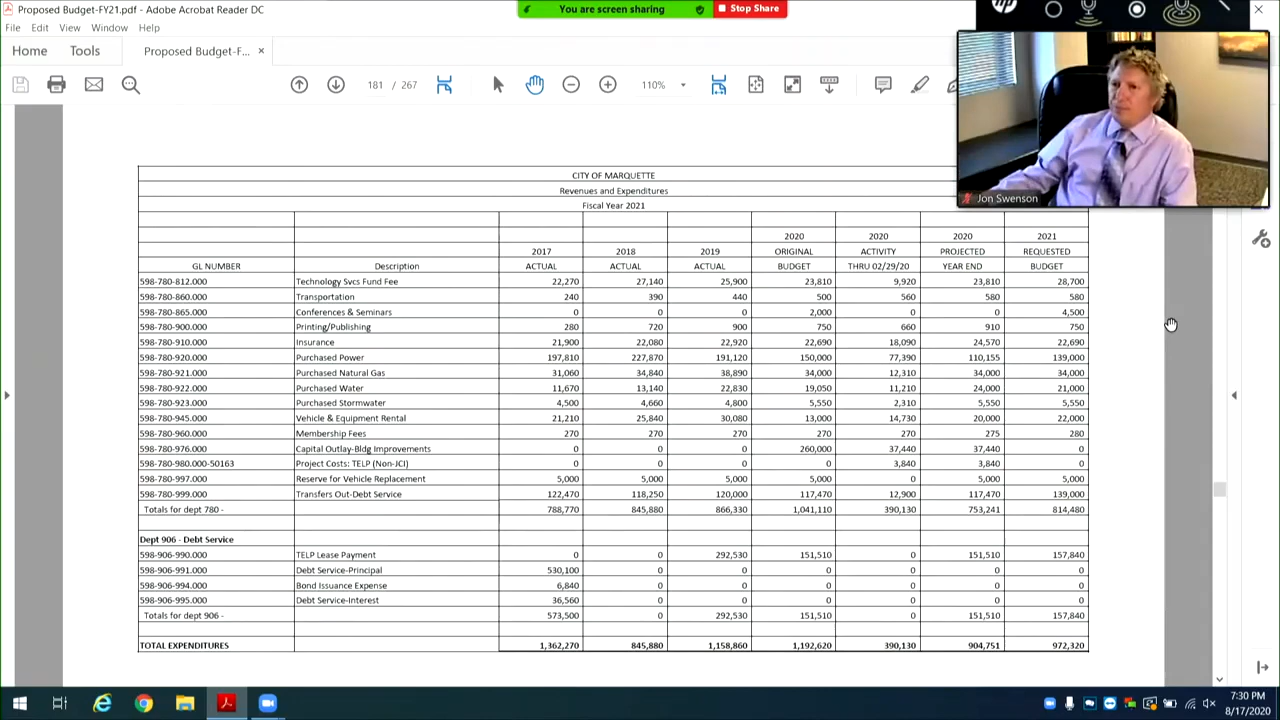 Proposed Budget-FY21.pdf - Adobe Acrobat Reader DC
You are screen sharing
Stop Share
File Edit View Window Help
Home Tools Proposed Budget-F... ×
181 / 267 110%
Jon Swenson
CITY OF MARQUETTE
Revenues and Expenditures
Fiscal Year 2021
2020 2020 2020 2021
2017 2018 2019 ORIGINAL ACTIVITY PROJECTED REQUESTED
GL NUMBER Description ACTUAL ACTUAL ACTUAL BUDGET THRU 02/29/20 YEAR END BUDGET
598-780-812.000 Technology Svcs Fund Fee 22,270 27,140 25,900 23,810 9,920 23,810 28,700
598-780-860.000 Transportation 240 390 440 500 560 580 580
598-780-865.000 Conferences & Seminars 0 0 0 2,000 0 0 4,500
598-780-900.000 Printing/Publishing 280 720 900 750 660 910 750
598-780-910.000 Insurance 21,900 22,080 22,920 22,690 18,090 24,570 22,690
598-780-920.000 Purchased Power 197,810 227,870 191,120 150,000 77,390 110,155 139,000
598-780-921.000 Purchased Natural Gas 31,060 34,840 38,890 34,000 12,310 34,000 34,000
598-780-922.000 Purchased Water 11,670 13,140 22,830 19,050 11,210 24,000 21,000
598-780-923.000 Purchased Stormwater 4,500 4,660 4,800 5,550 2,310 5,550 5,550
598-780-945.000 Vehicle & Equipment Rental 21,210 25,840 30,080 13,000 14,730 20,000 22,000
598-780-960.000 Membership Fees 270 270 270 270 270 275 280
598-780-976.000 Capital Outlay-Bldg Improvements 0 0 0 260,000 37,440 37,440 0
598-780-980.000-50163 Project Costs: TELP (Non-JCI) 0 0 0 0 3,840 3,840 0
598-780-997.000 Reserve for Vehicle Replacement 5,000 5,000 5,000 5,000 0 5,000 5,000
598-780-999.000 Transfers Out-Debt Service 122,470 118,250 120,000 117,470 12,900 117,470 139,000
Totals for dept 780 - 788,770 845,880 866,330 1,041,110 390,130 753,241 814,480
Dept 906 - Debt Service
598-906-990.000 TELP Lease Payment 0 0 292,530 151,510 0 151,510 157,840
598-906-991.000 Debt Service-Principal 530,100 0 0 0 0 0 0
598-906-994.000 Bond Issuance Expense 6,840 0 0 0 0 0 0
598-906-995.000 Debt Service-Interest 36,560 0 0 0 0 0 0
Totals for dept 906 - 573,500 0 292,530 151,510 0 151,510 157,840
TOTAL EXPENDITURES 1,362,270 845,880 1,158,860 1,192,620 390,130 904,751 972,320
7:30 PM
8/17/2020